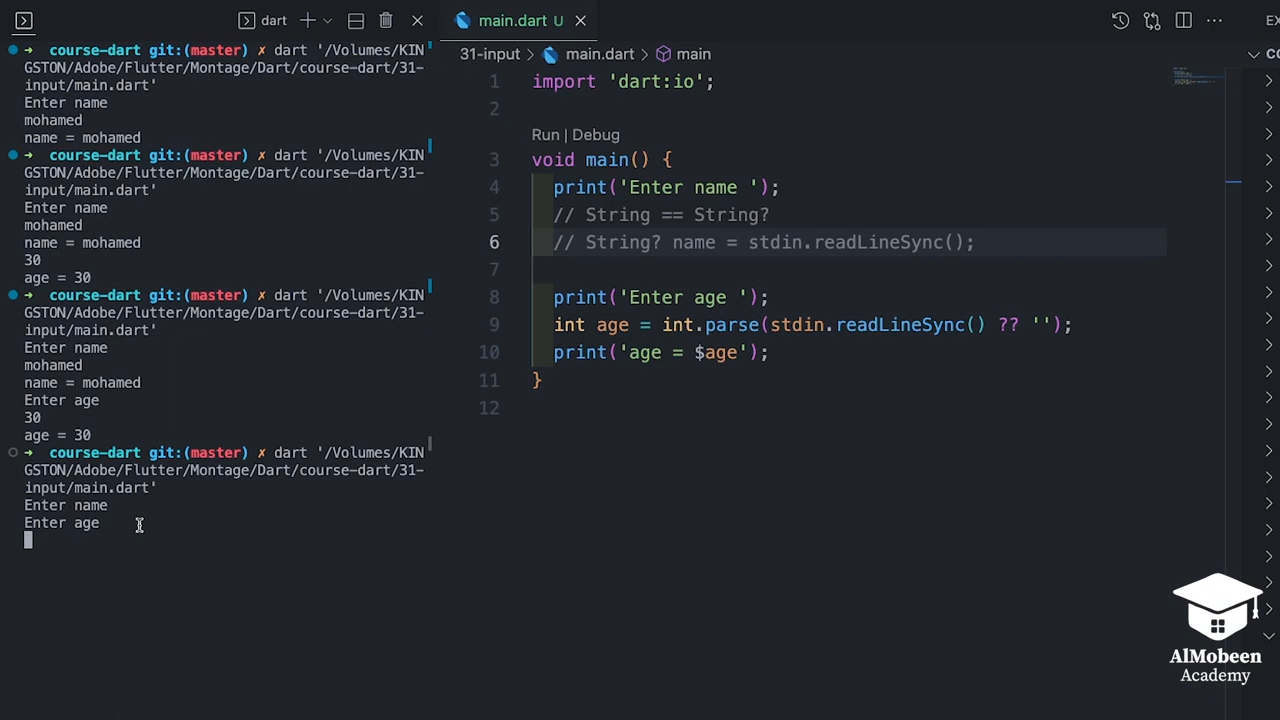 dart
main.dart U
EX
➜ course-dart git:(master) ✗ dart '/Volumes/KIN
GSTON/Adobe/Flutter/Montage/Dart/course-dart/31-
input/main.dart'
Enter name
mohamed
name = mohamed
➜ course-dart git:(master) ✗ dart '/Volumes/KIN
GSTON/Adobe/Flutter/Montage/Dart/course-dart/31-
input/main.dart'
Enter name
mohamed
name = mohamed
30
age = 30
➜ course-dart git:(master) ✗ dart '/Volumes/KIN
GSTON/Adobe/Flutter/Montage/Dart/course-dart/31-
input/main.dart'
Enter name
mohamed
name = mohamed
Enter age
30
age = 30
➜ course-dart git:(master) ✗ dart '/Volumes/KIN
GSTON/Adobe/Flutter/Montage/Dart/course-dart/31-
input/main.dart'
Enter name
Enter age
31-input > main.dart > main
CO
1 import 'dart:io';
2
Run | Debug
3 void main() {
4 print('Enter name ');
5 // String == String?
6 // String? name = stdin.readLineSync();
7
8 print('Enter age ');
9 int age = int.parse(stdin.readLineSync() ?? '');
10 print('age = $age');
11 }
12
AlMobeen
Academy